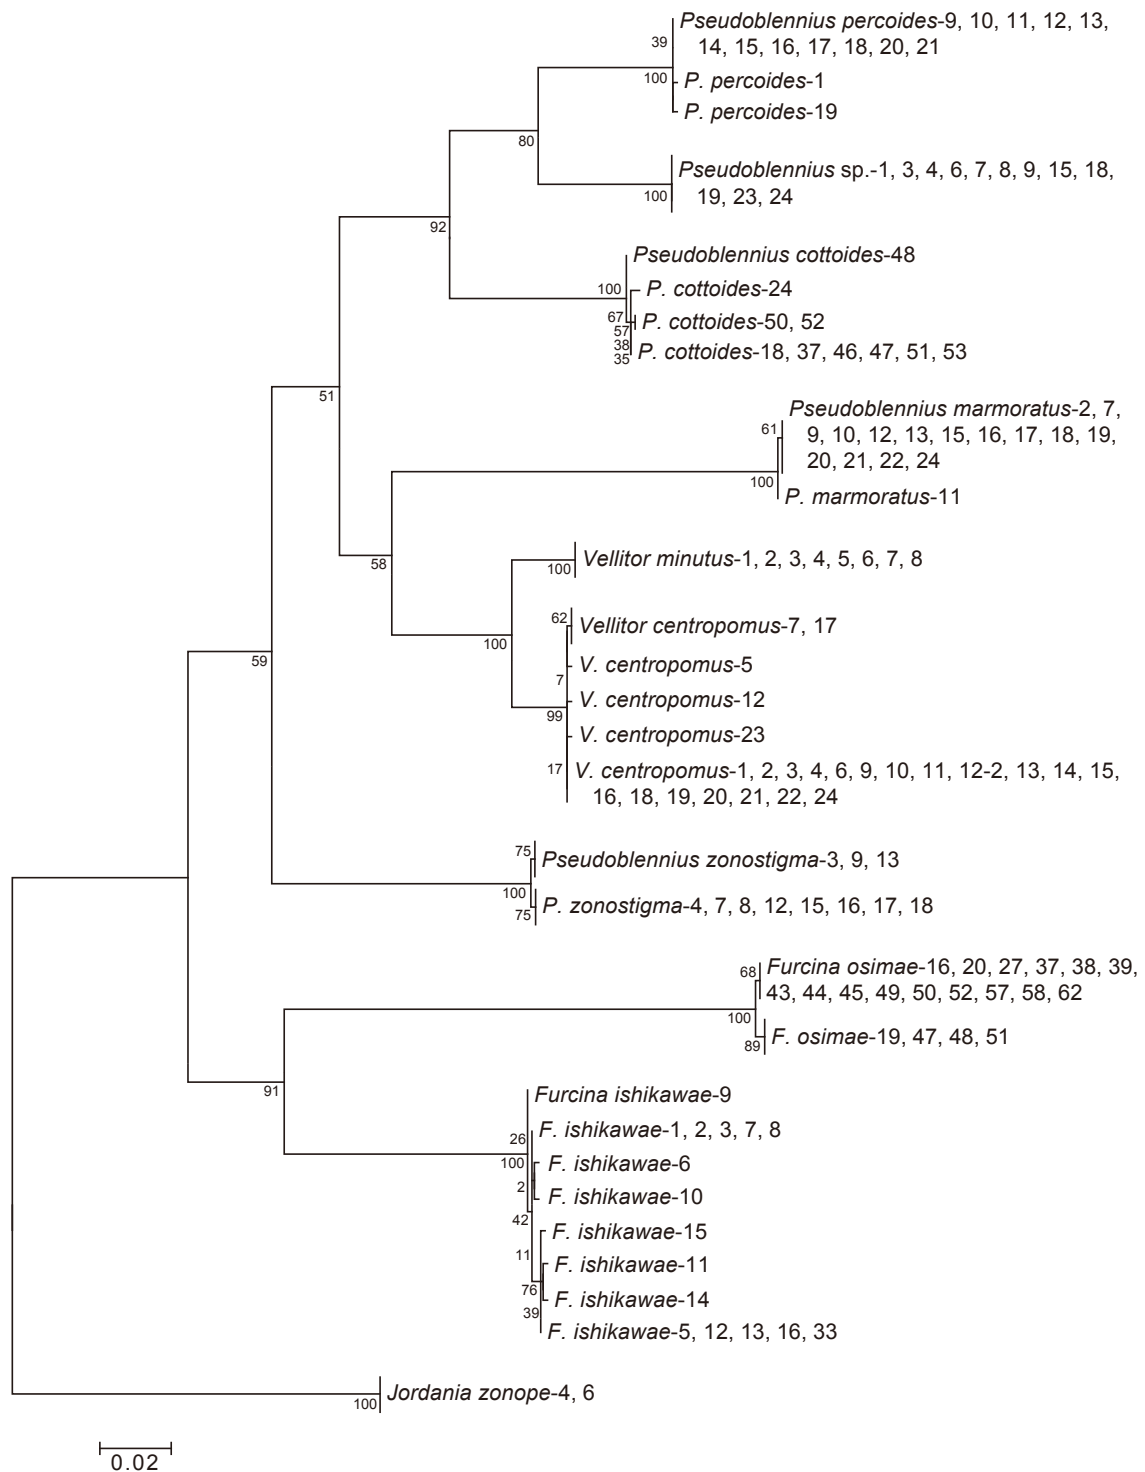 Pseudoblennius percoides-9, 10, 11, 12, 13,
39
14, 15, 16, 17, 18, 20, 21
100
P. percoides-1
P. percoides-19
80
Pseudoblennius sp.-1, 3, 4, 6, 7, 8, 9, 15, 18,
100
19, 23, 24
92
Pseudoblennius cottoides-48
100
P. cottoides-24
67
P. cottoides-50, 52
57
38
P. cottoides-18, 37, 46, 47, 51, 53
35
51
Pseudoblennius marmoratus-2, 7,
61
9, 10, 12, 13, 15, 16, 17, 18, 19,
20, 21, 22, 24
100
P. marmoratus-11
58
Vellitor minutus-1, 2, 3, 4, 5, 6, 7, 8
100
62
Vellitor centropomus-7, 17
100
59
V. centropomus-5
7
V. centropomus-12
99
V. centropomus-23
17
V. centropomus-1, 2, 3, 4, 6, 9, 10, 11, 12-2, 13, 14, 15,
16, 18, 19, 20, 21, 22, 24
75
Pseudoblennius zonostigma-3, 9, 13
100
P. zonostigma-4, 7, 8, 12, 15, 16, 17, 18
75
68
Furcina osimae-16, 20, 27, 37, 38, 39,
43, 44, 45, 49, 50, 52, 57, 58, 62
100
F. osimae-19, 47, 48, 51
89
91
Furcina ishikawae-9
F. ishikawae-1, 2, 3, 7, 8
26
100
F. ishikawae-6
2
F. ishikawae-10
42
F. ishikawae-15
11
F. ishikawae-11
76
F. ishikawae-14
39
F. ishikawae-5, 12, 13, 16, 33
Jordania zonope-4, 6
100
0.02